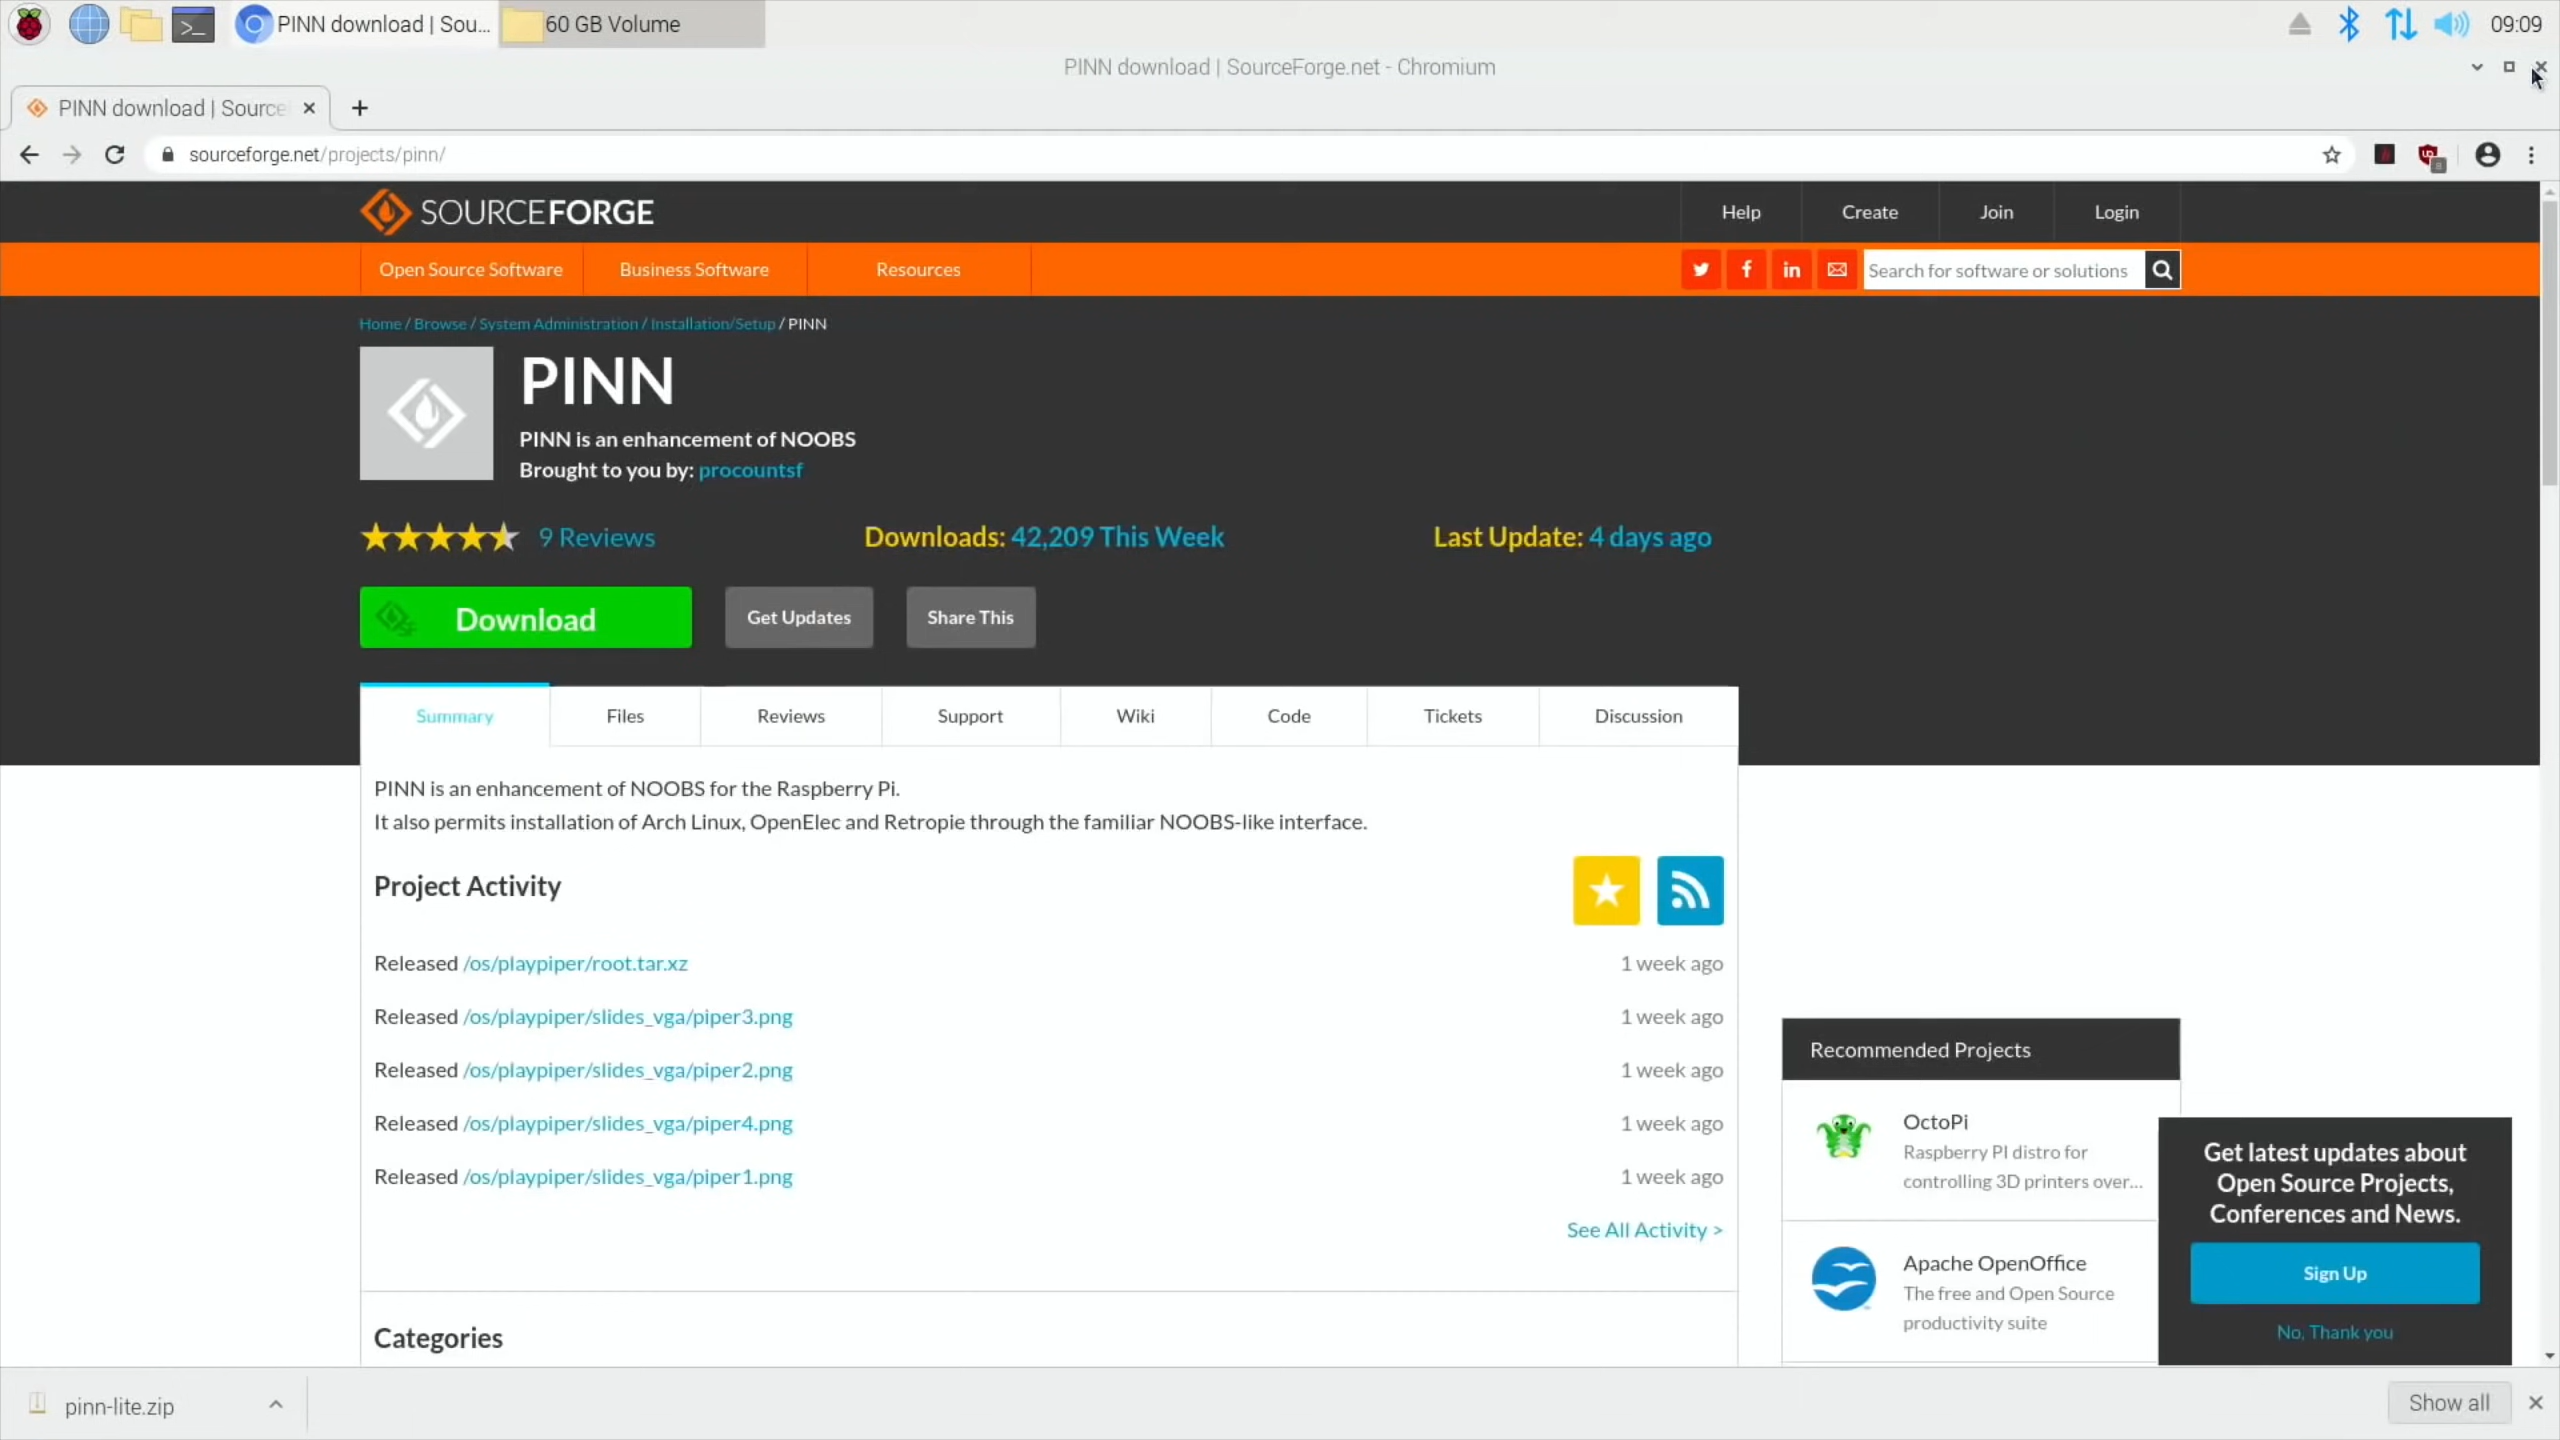 PINN download | Sou...
60 GB Volume
09:09
PINN download | SourceForge.net - Chromium
PINN download | Source
sourceforge.net/projects/pinn/
SOURCEFORGE
Help
Create
Join
Login
Open Source Software
Business Software
Resources
Search for software or solutions
Home / Browse / System Administration / Installation/Setup / PINN
PINN
PINN is an enhancement of NOOBS
Brought to you by: procountsf
9 Reviews
Downloads: 42,209 This Week
Last Update: 4 days ago
Download
Get Updates
Share This
Summary
Files
Reviews
Support
Wiki
Code
Tickets
Discussion
PINN is an enhancement of NOOBS for the Raspberry Pi.
It also permits installation of Arch Linux, OpenElec and Retropie through the familiar NOOBS-like interface.
Project Activity
Released /os/playpiper/root.tar.xz 1 week ago
Released /os/playpiper/slides_vga/piper3.png 1 week ago
Released /os/playpiper/slides_vga/piper2.png 1 week ago
Released /os/playpiper/slides_vga/piper4.png 1 week ago
Released /os/playpiper/slides_vga/piper1.png 1 week ago
See All Activity >
Categories
Recommended Projects
OctoPi
Raspberry PI distro for
controlling 3D printers over...
Apache OpenOffice
The free and Open Source
productivity suite
Get latest updates about
Open Source Projects,
Conferences and News.
Sign Up
No, Thank you
pinn-lite.zip
Show all